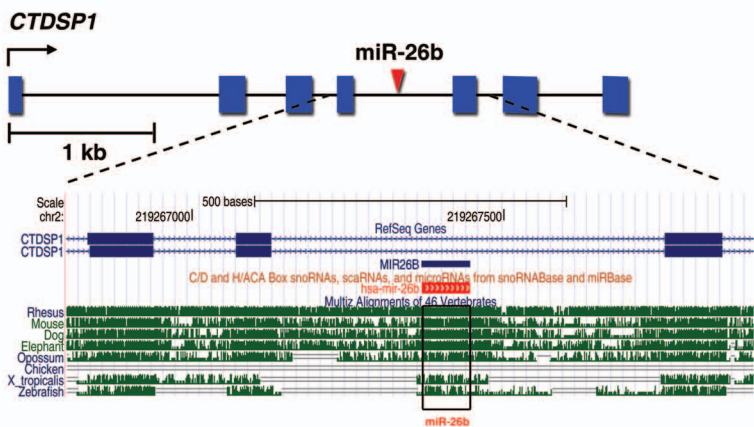 CTDSP1
miR-26b
1 kb
Scale
500 bases
chr2:
219267000
219267500
RefSeq Genes
CTDSP1
CTDSP1
MIR26B
C/D and H/ACA Box snoRNAs, scaRNAs, and microRNAs from snoRNABase and miRBase
hsa-mir-26b
Multiz Alignments of 46 Vertebrates
Rhesus
Mouse
Dog
Elephant
Opossum
Chicken
X_tropicalis
Zebrafish
miR-26b